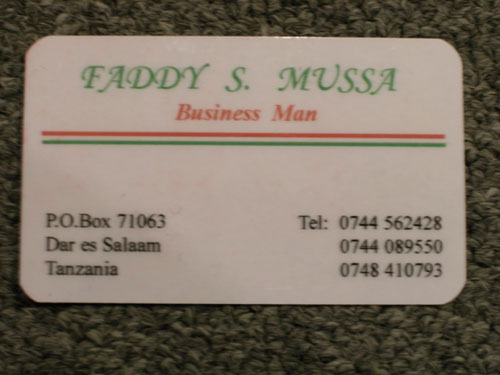 FADDY S. MUSSA
Business Man
P.O.Box 71063 Tel: 0744 562428
Dar es Salaam 0744 089550
Tanzania 0748 410793